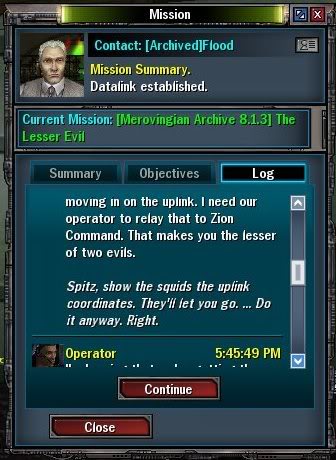 Mission
Contact: [Archived]Flood
Mission Summary.
Datalink established.
Current Mission: [Merovingian Archive 8.1.3] The
Lesser Evil
Summary
Objectives
Log
moving in on the uplink. I need our
operator to relay that to Zion
Command. That makes you the lesser
of two evils.
Spitz, show the squids the uplink
coordinates. They'll let you go. ... Do
it anyway. Right.
Operator 5:45:49 PM
Continue
Close